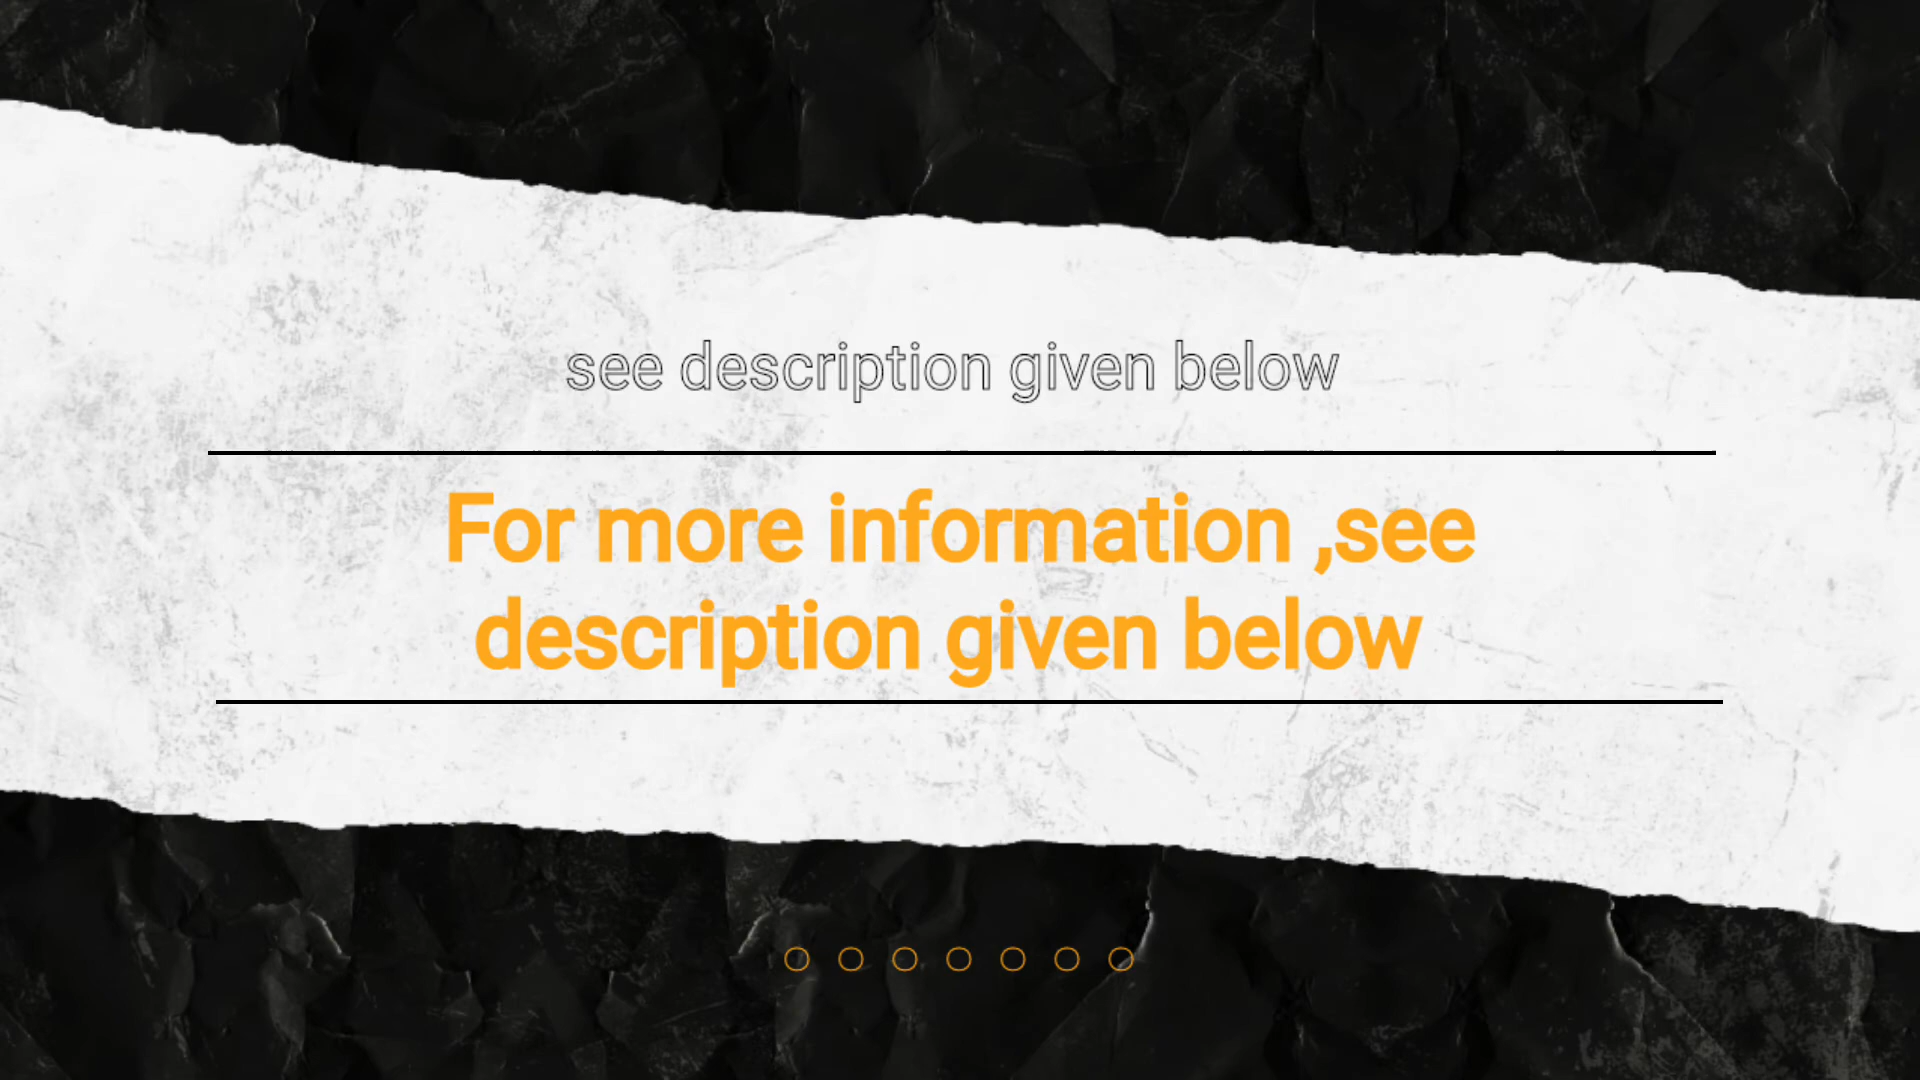 see description given below
For more information ,see
description given below